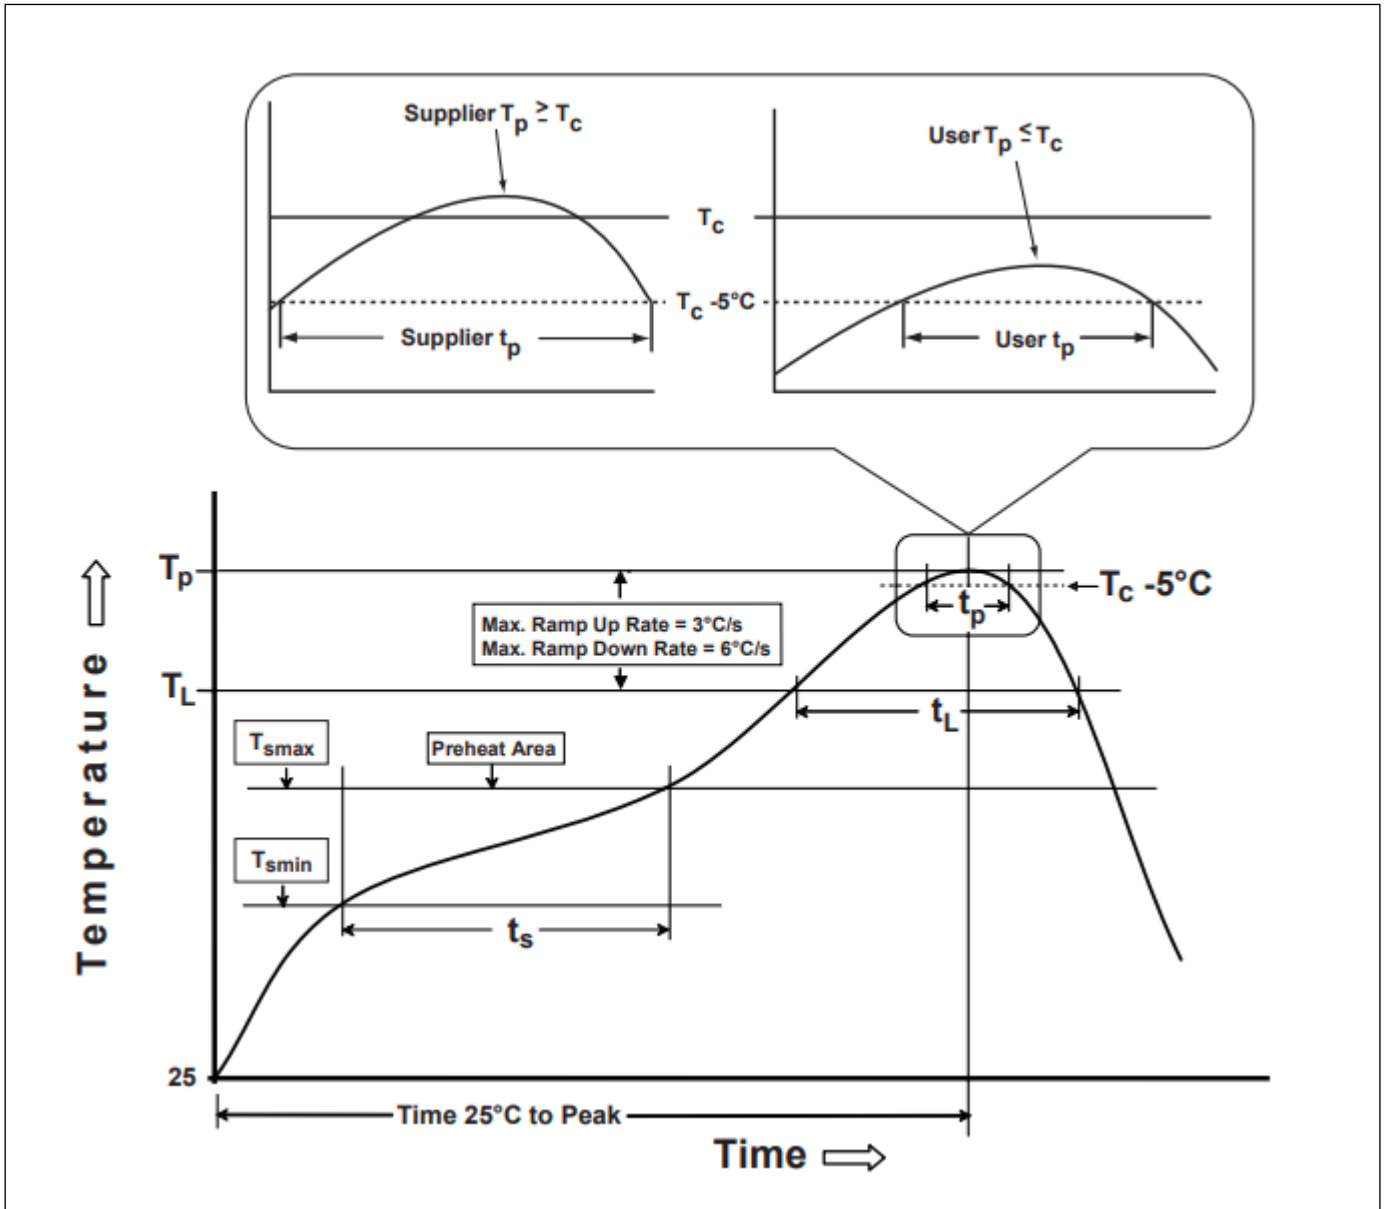 Supplier Tp ≥ Tc
User Tp ≤ Tc
Tc
Tc -5°C
Supplier tp
User tp
Tp
Tc -5°C
tp
Max. Ramp Up Rate = 3°C/s
Max. Ramp Down Rate = 6°C/s
TL
tL
Tsmax
Preheat Area
Tsmin
ts
Temperature
25
Time 25°C to Peak
Time